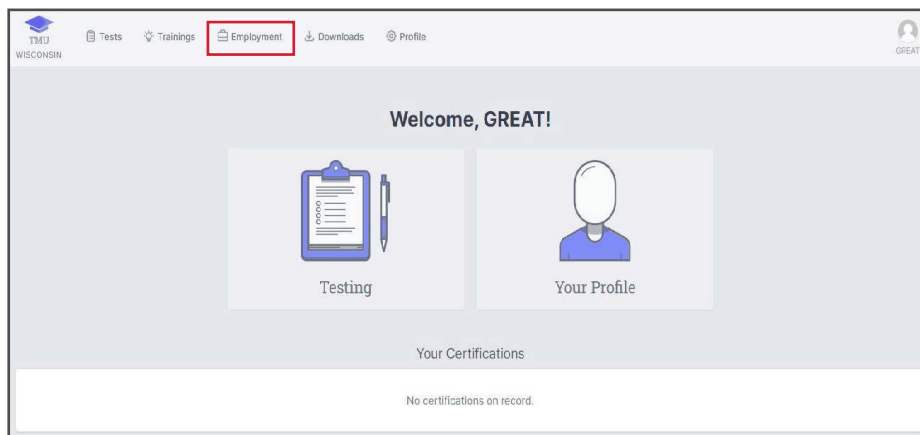 TMU
WISCONSIN
Tests
Trainings
Employment
Downloads
Profile
GREAT
Welcome, GREAT!
Testing
Your Profile
Your Certifications
No certifications on record.